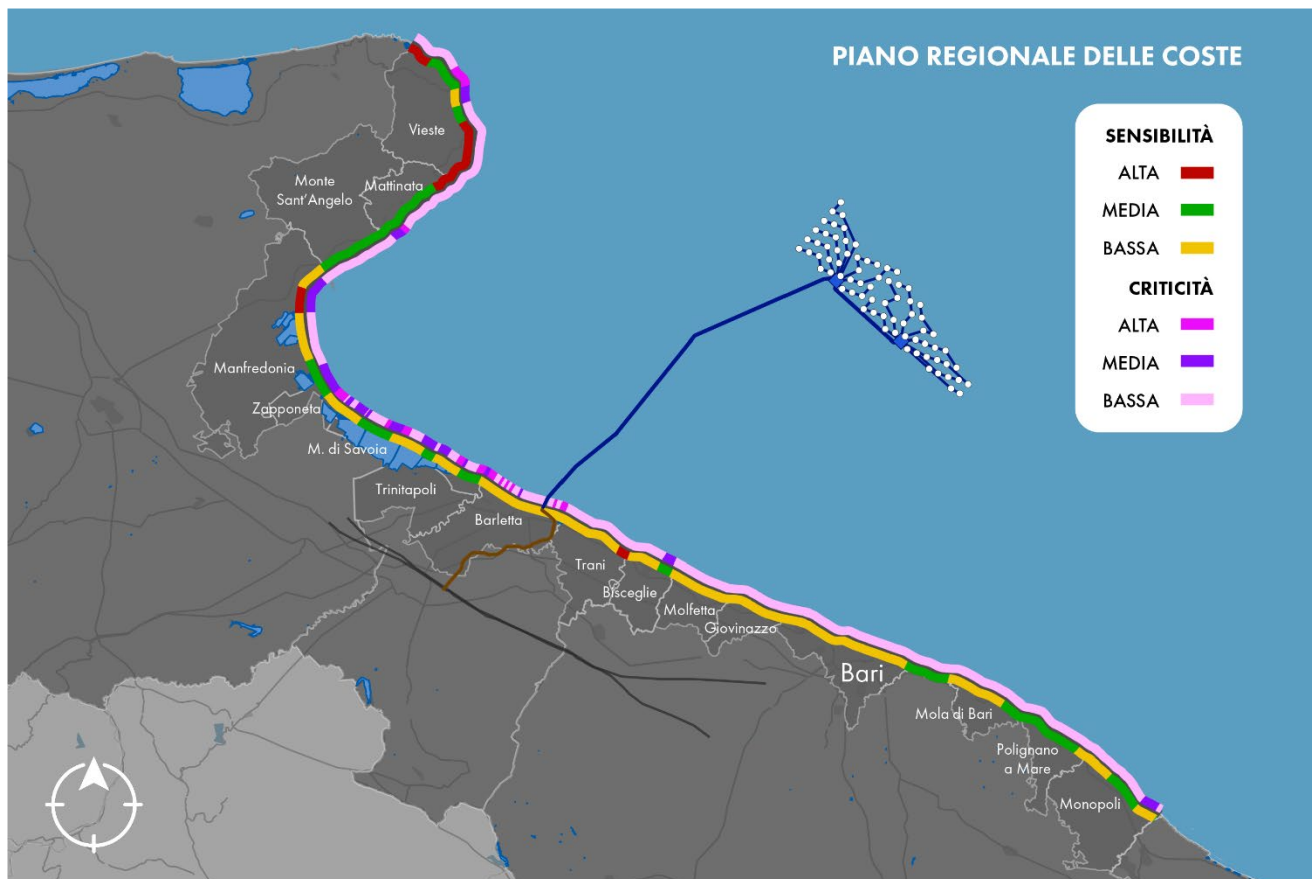 PIANO REGIONALE DELLE COSTE
SENSIBILITÀ
ALTA
MEDIA
BASSA
CRITICITÀ
ALTA
MEDIA
BASSA
Vieste
Mattinata
Monte
Sant'Angelo
Manfredonia
Zapponeta
M. di Savoia
Trinitapoli
Barletta
Trani
Bisceglie
Molfetta
Giovinazzo
Bari
Mola di Bari
Polignano
a Mare
Monopoli